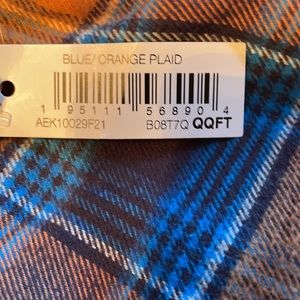 BLUE/ ORANGE PLAID
1 95111 56890 4
AEK10029F21 B08T7Q QQFT